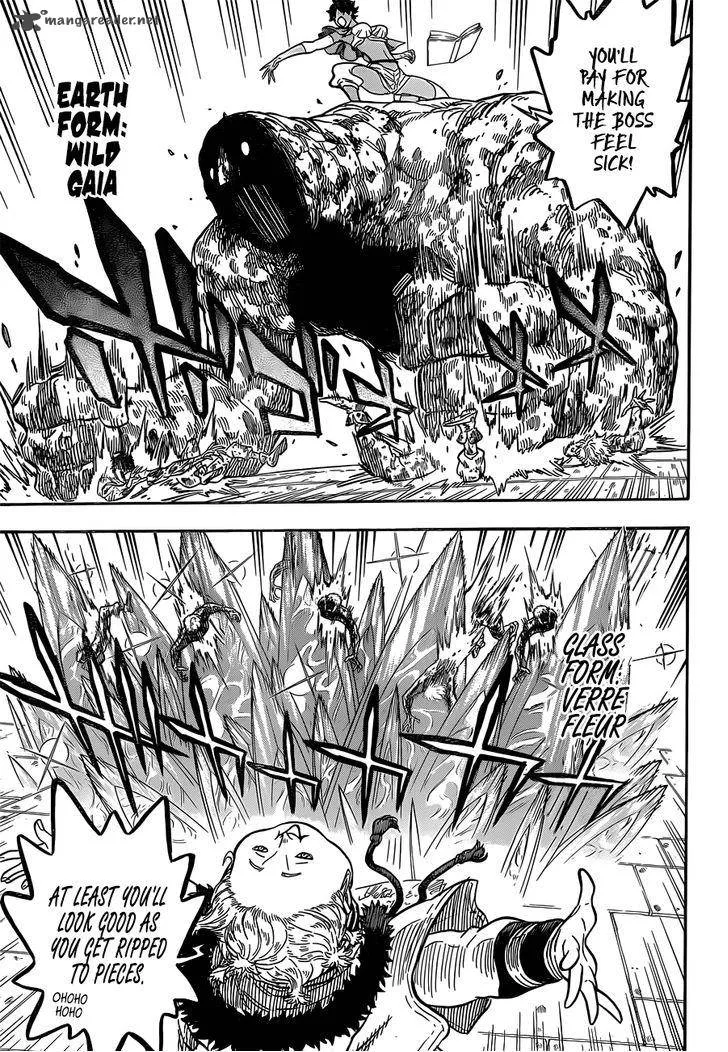 mangareader.net
YOU'LL
PAY FOR
MAKING
THE BOSS
FEEL
SICK!
EARTH
FORM:
WILD
GAIA
GLASS
FORM:
VERRE
FLEUR
AT LEAST YOU'LL
LOOK GOOD AS
YOU GET RIPPED
TO PIECES.
OHOHO
HOHO